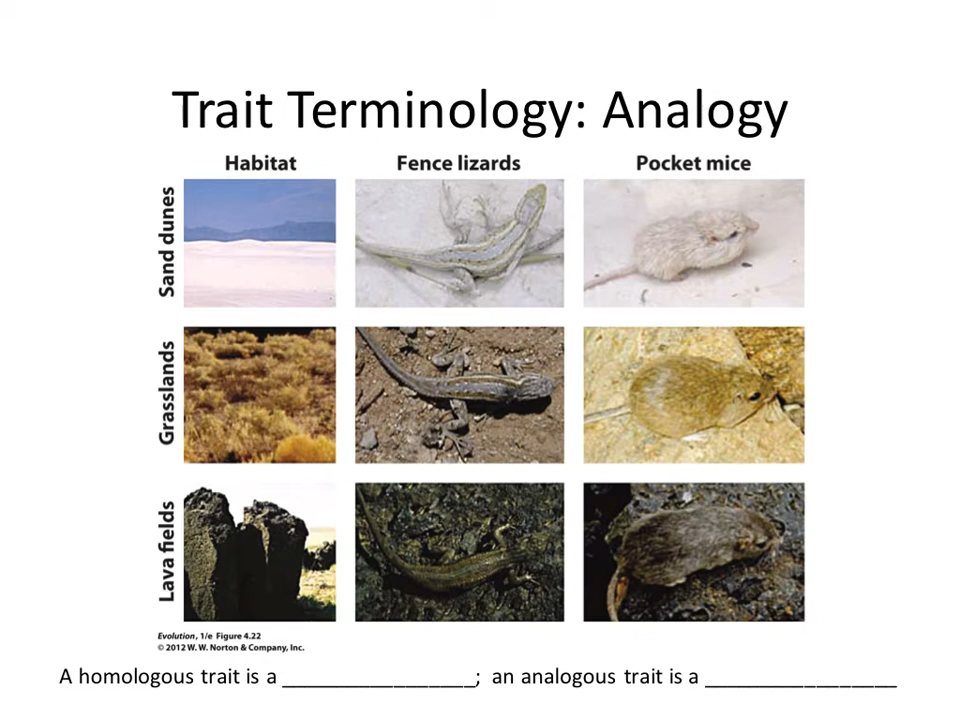 Trait Terminology: Analogy
Habitat
Fence lizards
Pocket mice
Sand dunes
Grasslands
Lava fields
Evolution, 1/e Figure 4.22
© 2012 W. W. Norton & Company, Inc.
A homologous trait is a _________________; an analogous trait is a _________________